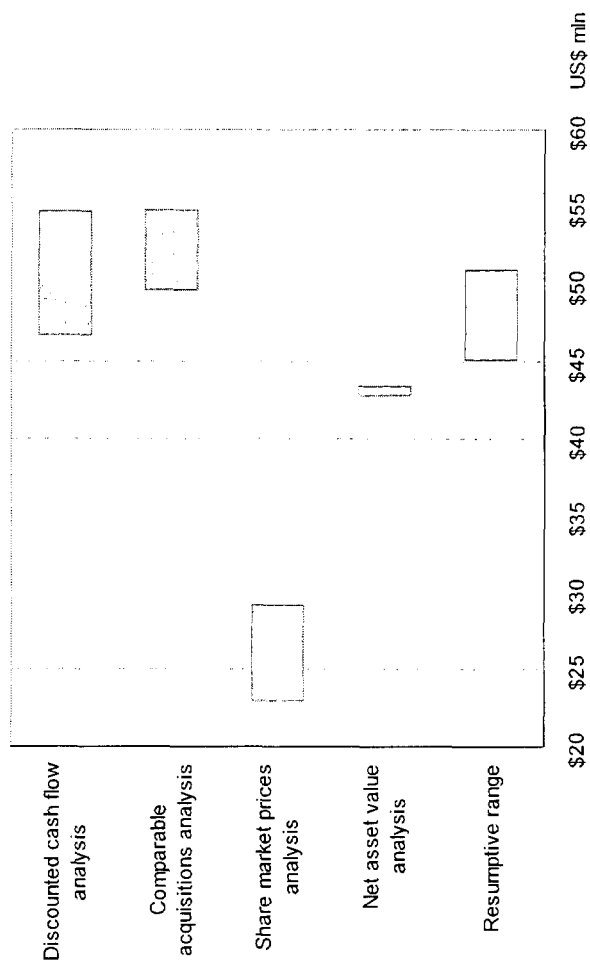 Discounted cash flow
analysis
Comparable
acquisitions analysis
Share market prices
analysis
Net asset value
analysis
Resumptive range
$20 $25 $30 $35 $40 $45 $50 $55 $60 US$ mln